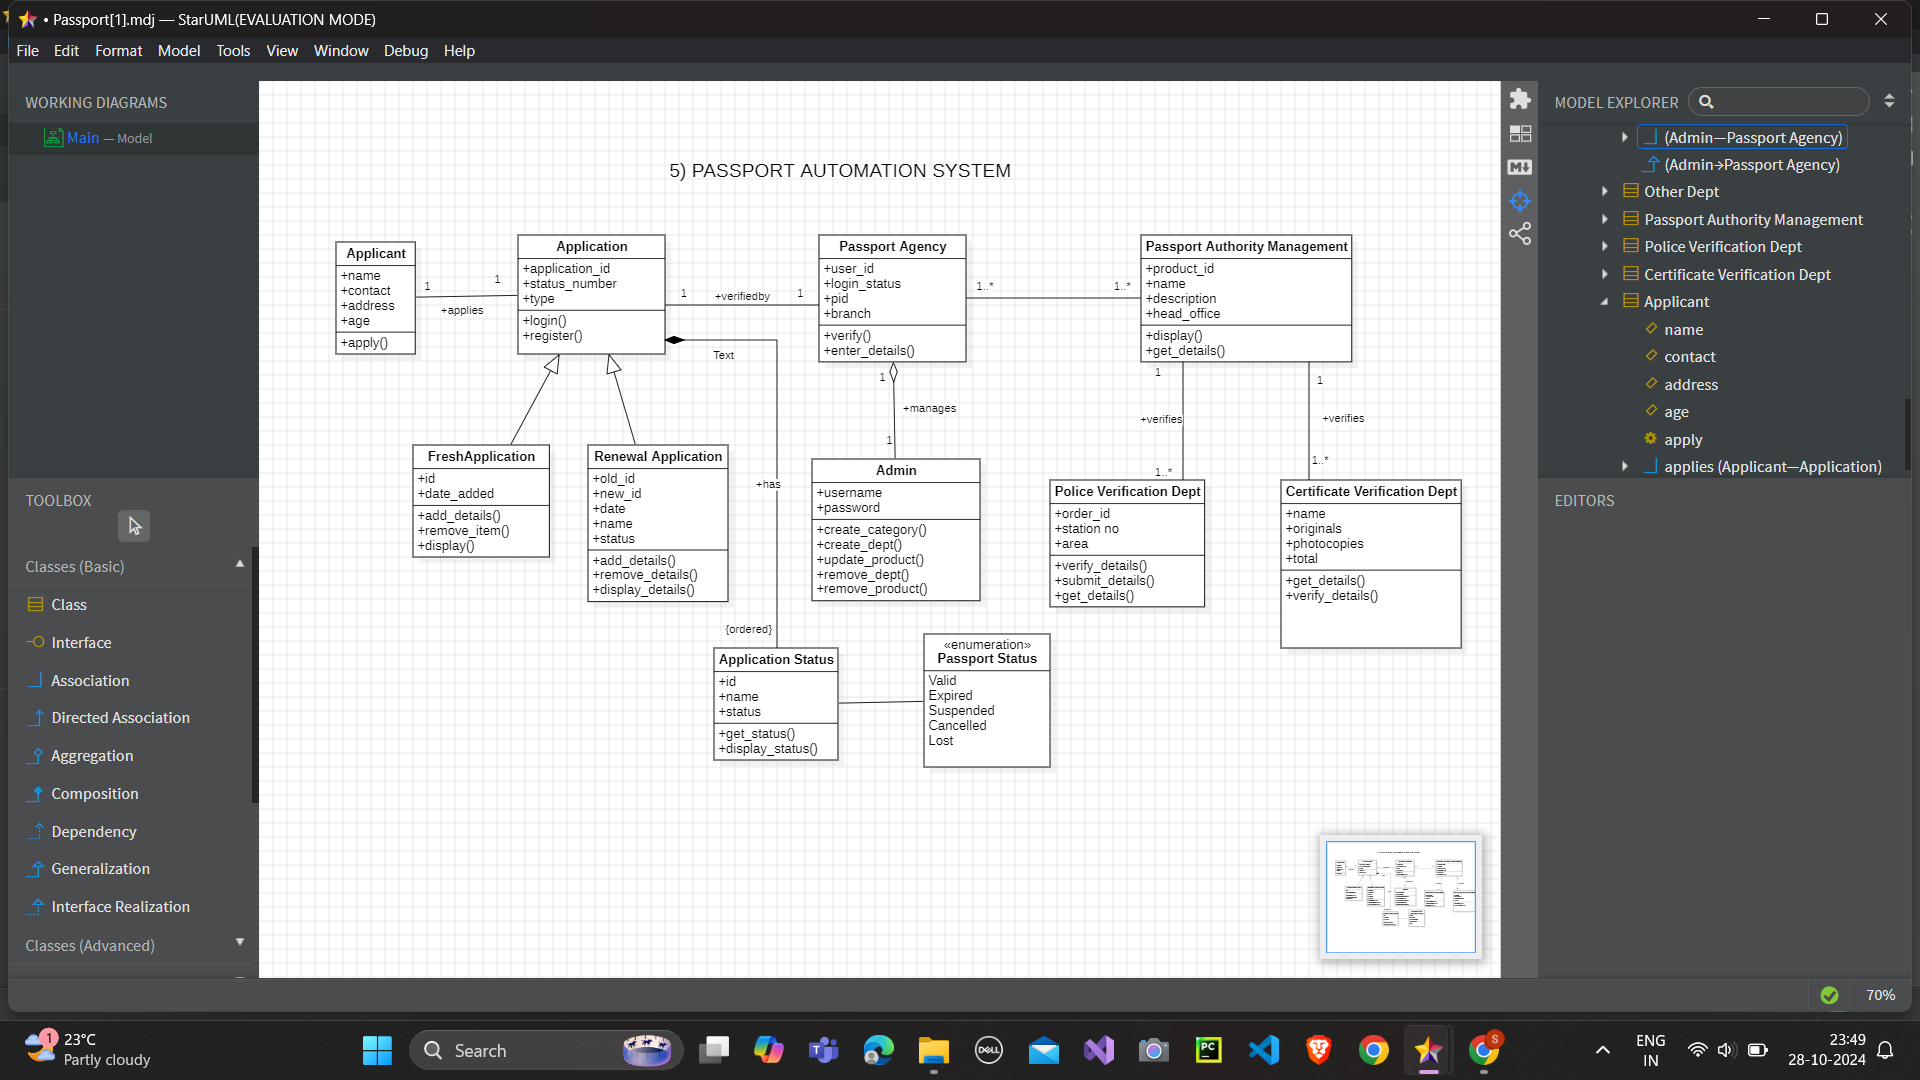 • Passport[1].mdj — StarUML(EVALUATION MODE)
File Edit Format Model Tools View Window Debug Help
WORKING DIAGRAMS
Main — Model
TOOLBOX
Classes (Basic)
Class
Interface
Association
Directed Association
Aggregation
Composition
Dependency
Generalization
Interface Realization
Classes (Advanced)
5) PASSPORT AUTOMATION SYSTEM
Applicant
+name
+contact
+address
+age
+apply()
1
1
+applies
Application
+application_id
+status_number
+type
+login()
+register()
1
+verifiedby
1
Text
Passport Agency
+user_id
+login_status
+pid
+branch
+verify()
+enter_details()
1..*
1..*
Passport Authority Management
+product_id
+name
+description
+head_office
+display()
+get_details()
1
+manages
1
1
+verifies
1..*
1
+verifies
1..*
FreshApplication
+id
+date_added
+add_details()
+remove_item()
+display()
Renewal Application
+old_id
+new_id
+date
+name
+status
+add_details()
+remove_details()
+display_details()
+has
{ordered}
Admin
+username
+password
+create_category()
+create_dept()
+update_product()
+remove_dept()
+remove_product()
Police Verification Dept
+order_id
+station no
+area
+verify_details()
+submit_details()
+get_details()
Certificate Verification Dept
+name
+originals
+photocopies
+total
+get_details()
+verify_details()
Application Status
+id
+name
+status
+get_status()
+display_status()
«enumeration»
Passport Status
Valid
Expired
Suspended
Cancelled
Lost
MODEL EXPLORER
(Admin—Passport Agency)
(Admin→Passport Agency)
Other Dept
Passport Authority Management
Police Verification Dept
Certificate Verification Dept
Applicant
name
contact
address
age
apply
applies (Applicant—Application)
EDITORS
70%
1
23°C
Partly cloudy
Search
DELL
PC
S
ENG
IN
23:49
28-10-2024